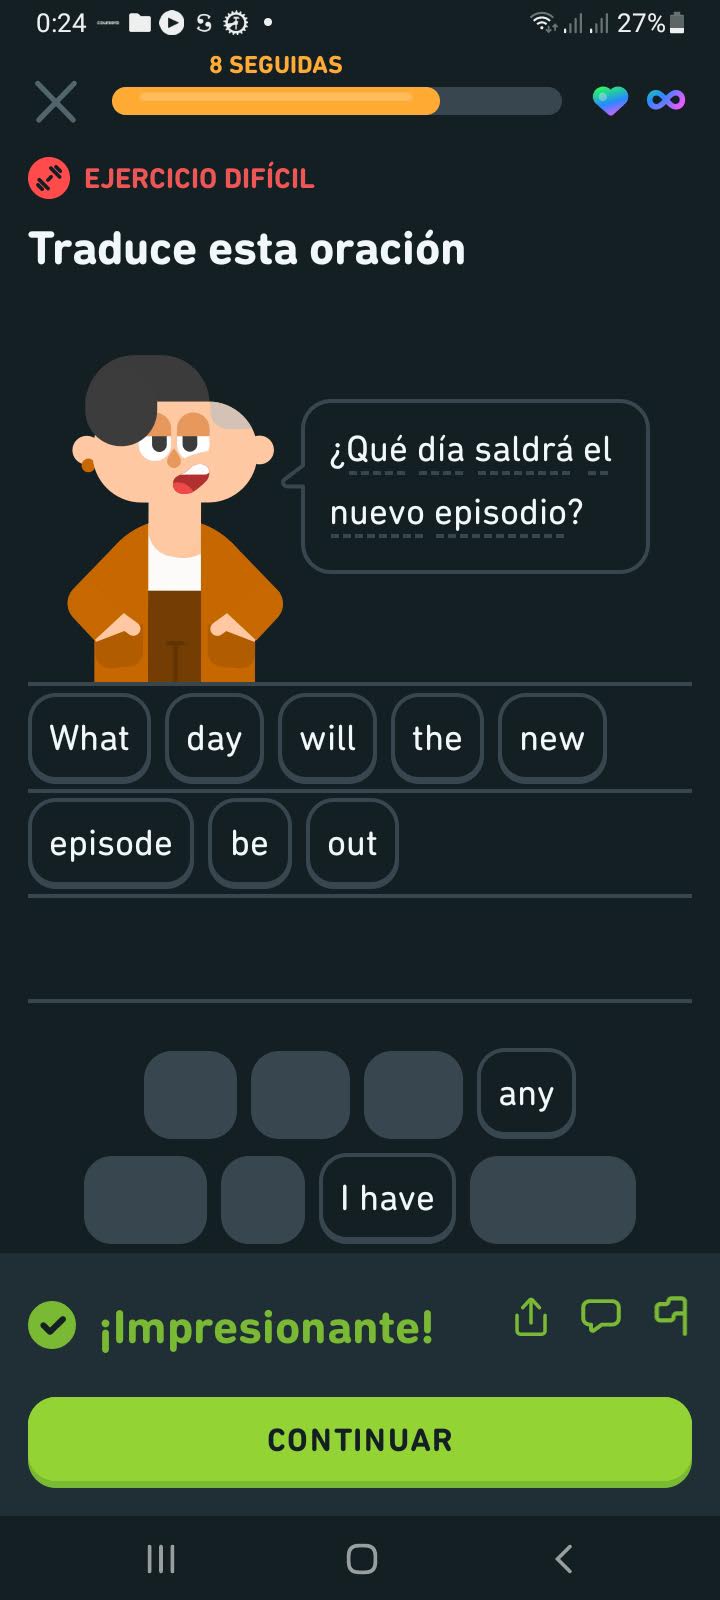 0:24 27%
8 SEGUIDAS
EJERCICIO DIFÍCIL
Traduce esta oración
¿Qué día saldrá el
nuevo episodio?
What day will the new
episode be out
any
I have
¡Impresionante!
CONTINUAR